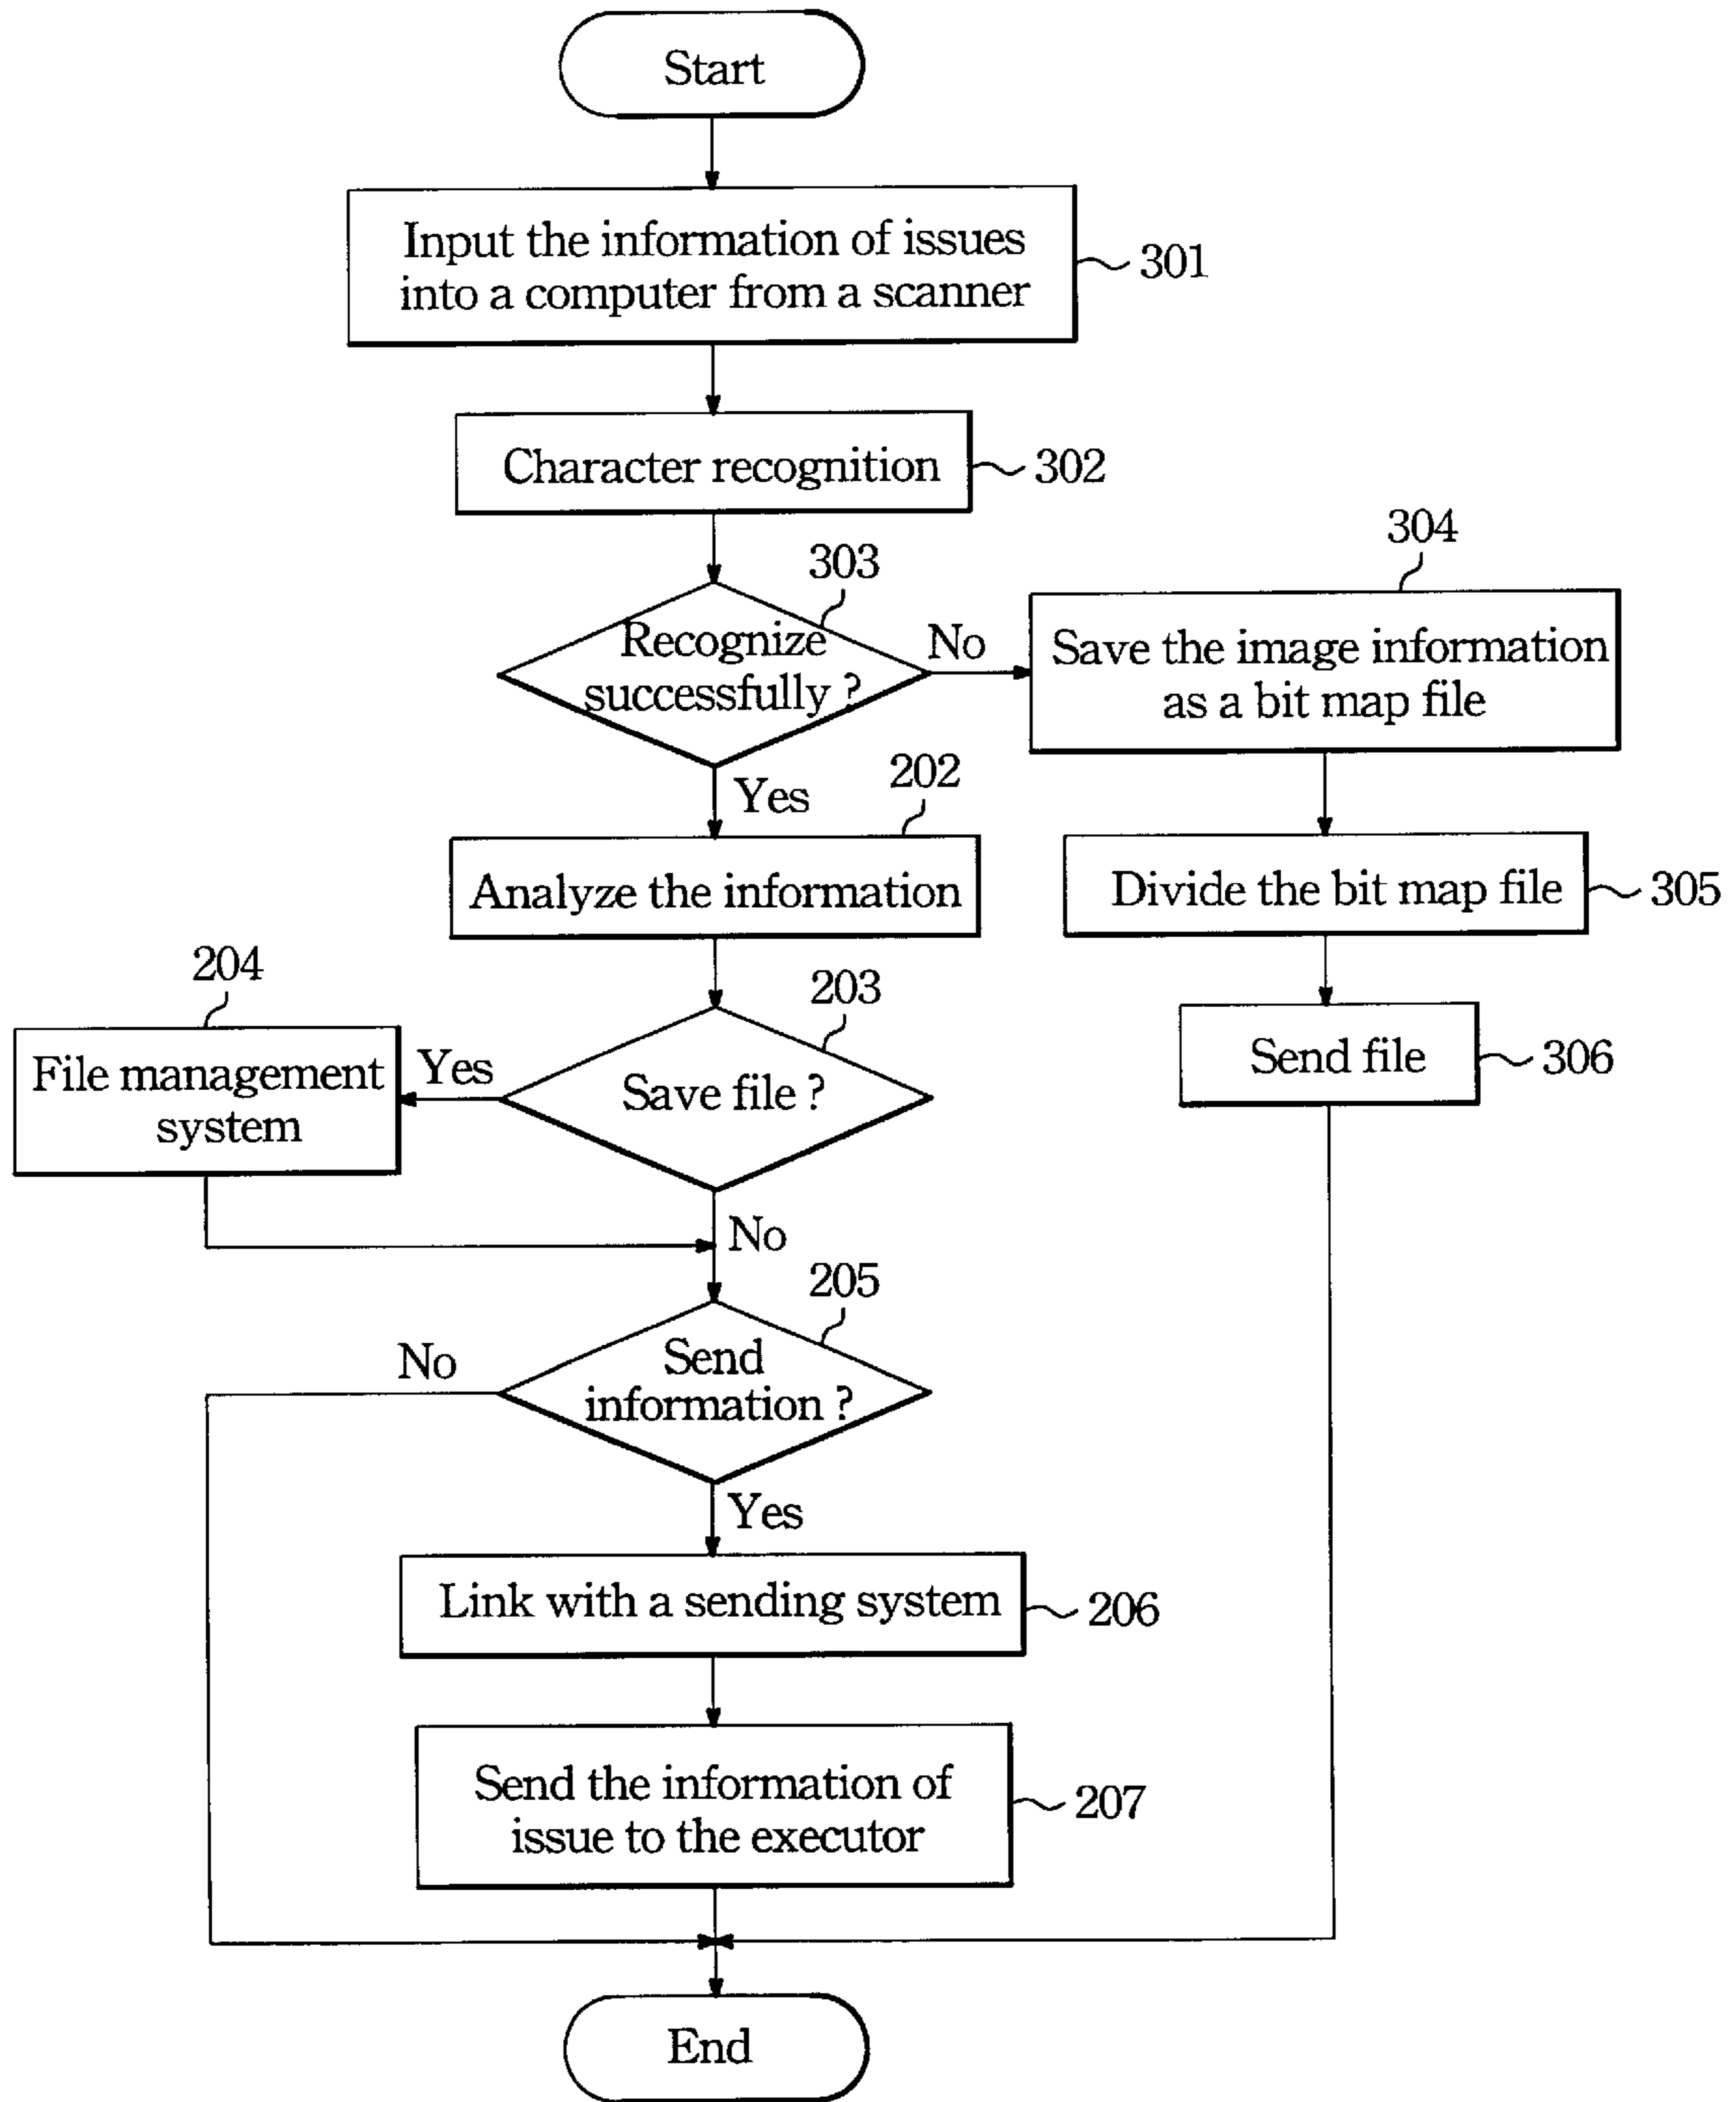 Start
Input the information of issues
into a computer from a scanner
301
Character recognition
302
303
Recognize
successfully ?
No
304
Save the image information
as a bit map file
Yes
202
Analyze the information
Divide the bit map file
305
204
File management
system
Yes
203
Save file ?
Send file
306
No
205
No
Send
information ?
Yes
Link with a sending system
206
Send the information of
issue to the executor
207
End